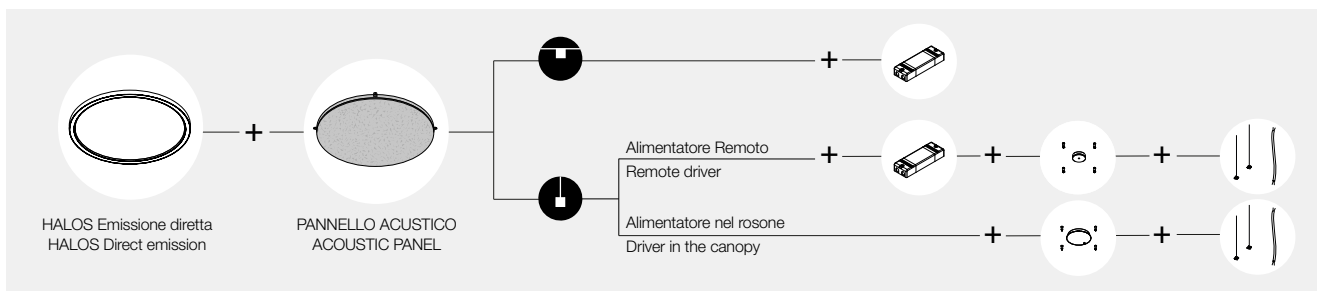 HALOS Emissione diretta
HALOS Direct emission
PANNELLO ACUSTICO
ACOUSTIC PANEL
Alimentatore Remoto
Remote driver
Alimentatore nel rosone
Driver in the canopy